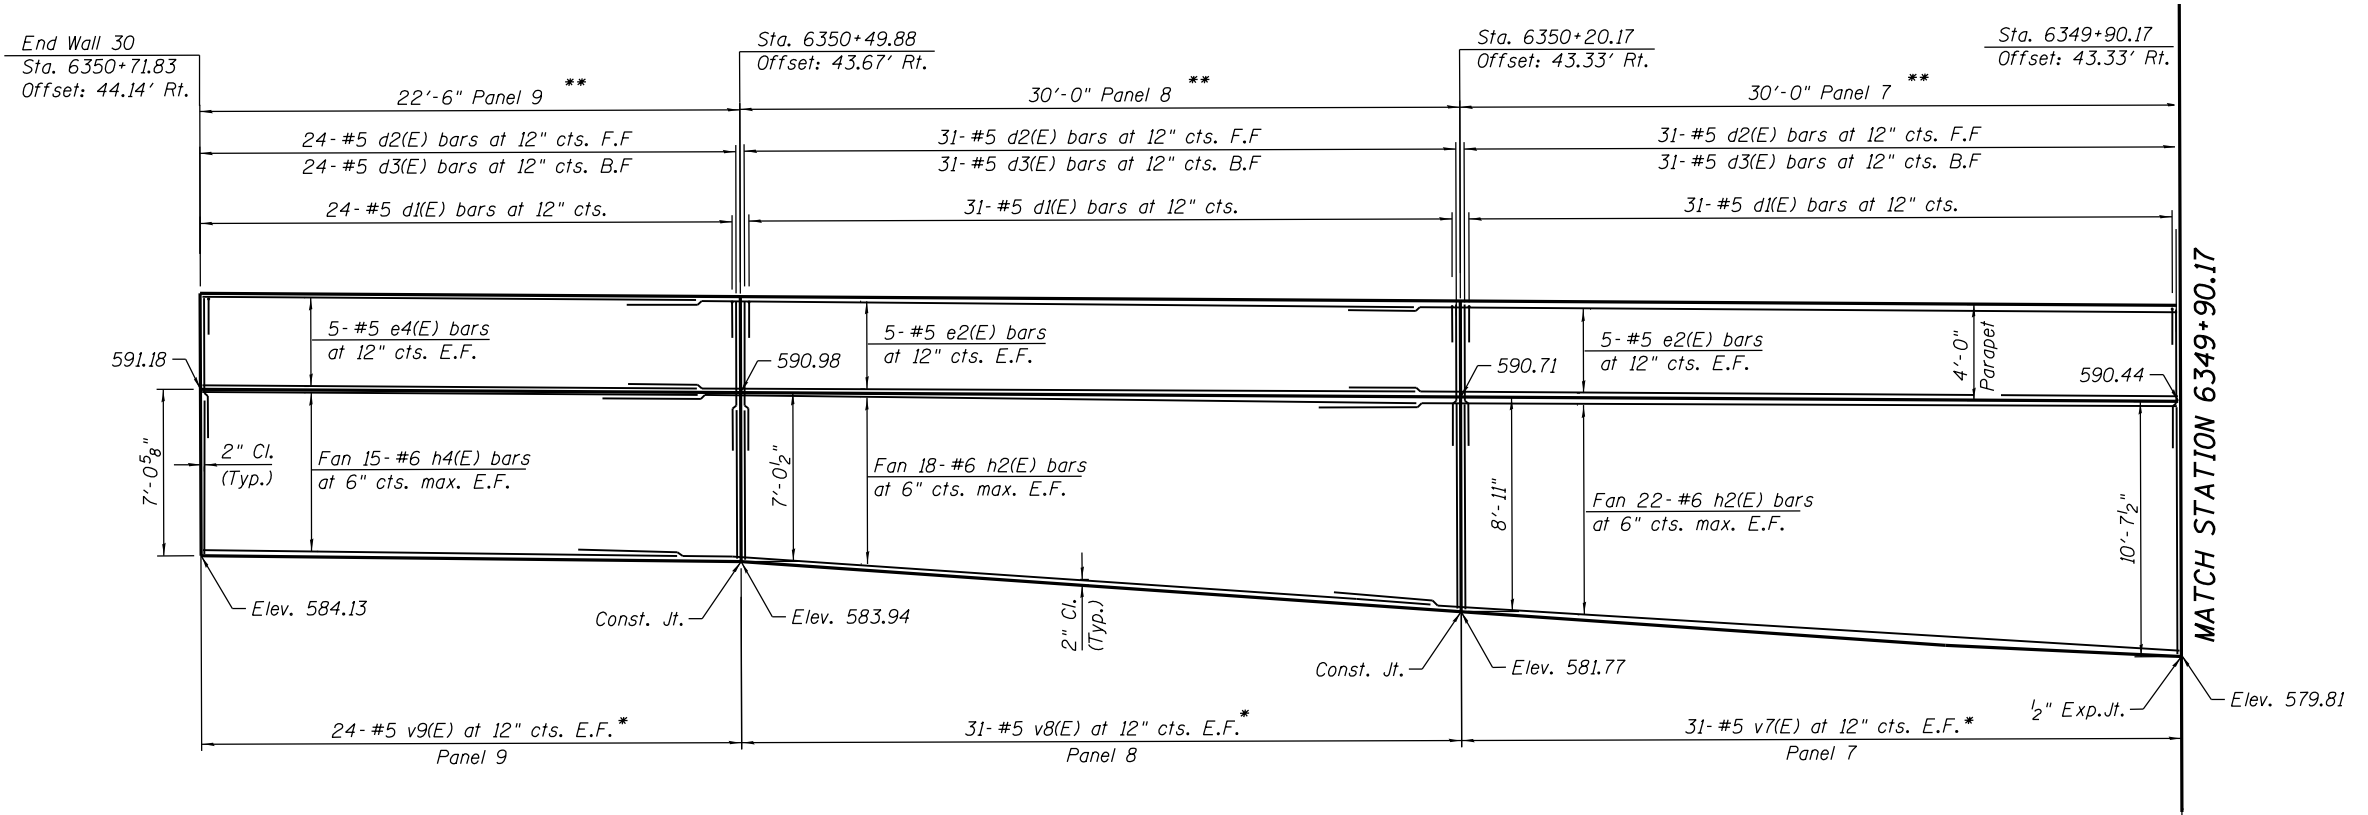 End Wall 30
Sta. 6350+71.83
Offset: 44.14' Rt.
Sta. 6350+49.88
Offset: 43.67' Rt.
Sta. 6350+20.17
Offset: 43.33' Rt.
Sta. 6349+90.17
Offset: 43.33' Rt.
22'-6" Panel 9 **
30'-0" Panel 8 **
30'-0" Panel 7 **
24-#5 d2(E) bars at 12" cts. F.F
24-#5 d3(E) bars at 12" cts. B.F
31-#5 d2(E) bars at 12" cts. F.F
31-#5 d3(E) bars at 12" cts. B.F
31-#5 d2(E) bars at 12" cts. F.F
31-#5 d3(E) bars at 12" cts. B.F
24-#5 d1(E) bars at 12" cts.
31-#5 d1(E) bars at 12" cts.
31-#5 d1(E) bars at 12" cts.
5-#5 e4(E) bars
at 12" cts. E.F.
5-#5 e2(E) bars
at 12" cts. E.F.
5-#5 e2(E) bars
at 12" cts. E.F.
4'-0"
Parapet
591.18
590.98
590.71
590.44
7'-0 5/8"
2" Cl.
(Typ.)
Fan 15-#6 h4(E) bars
at 6" cts. max. E.F.
7'-0 1/2"
Fan 18-#6 h2(E) bars
at 6" cts. max. E.F.
8'-11"
Fan 22-#6 h2(E) bars
at 6" cts. max. E.F.
10'-7 1/2"
MATCH STATION 6349+90.17
Elev. 584.13
Const. Jt.
Elev. 583.94
2" Cl.
(Typ.)
Const. Jt.
Elev. 581.77
1/2" Exp.Jt.
Elev. 579.81
24-#5 v9(E) at 12" cts. E.F.*
Panel 9
31-#5 v8(E) at 12" cts. E.F.*
Panel 8
31-#5 v7(E) at 12" cts. E.F.*
Panel 7